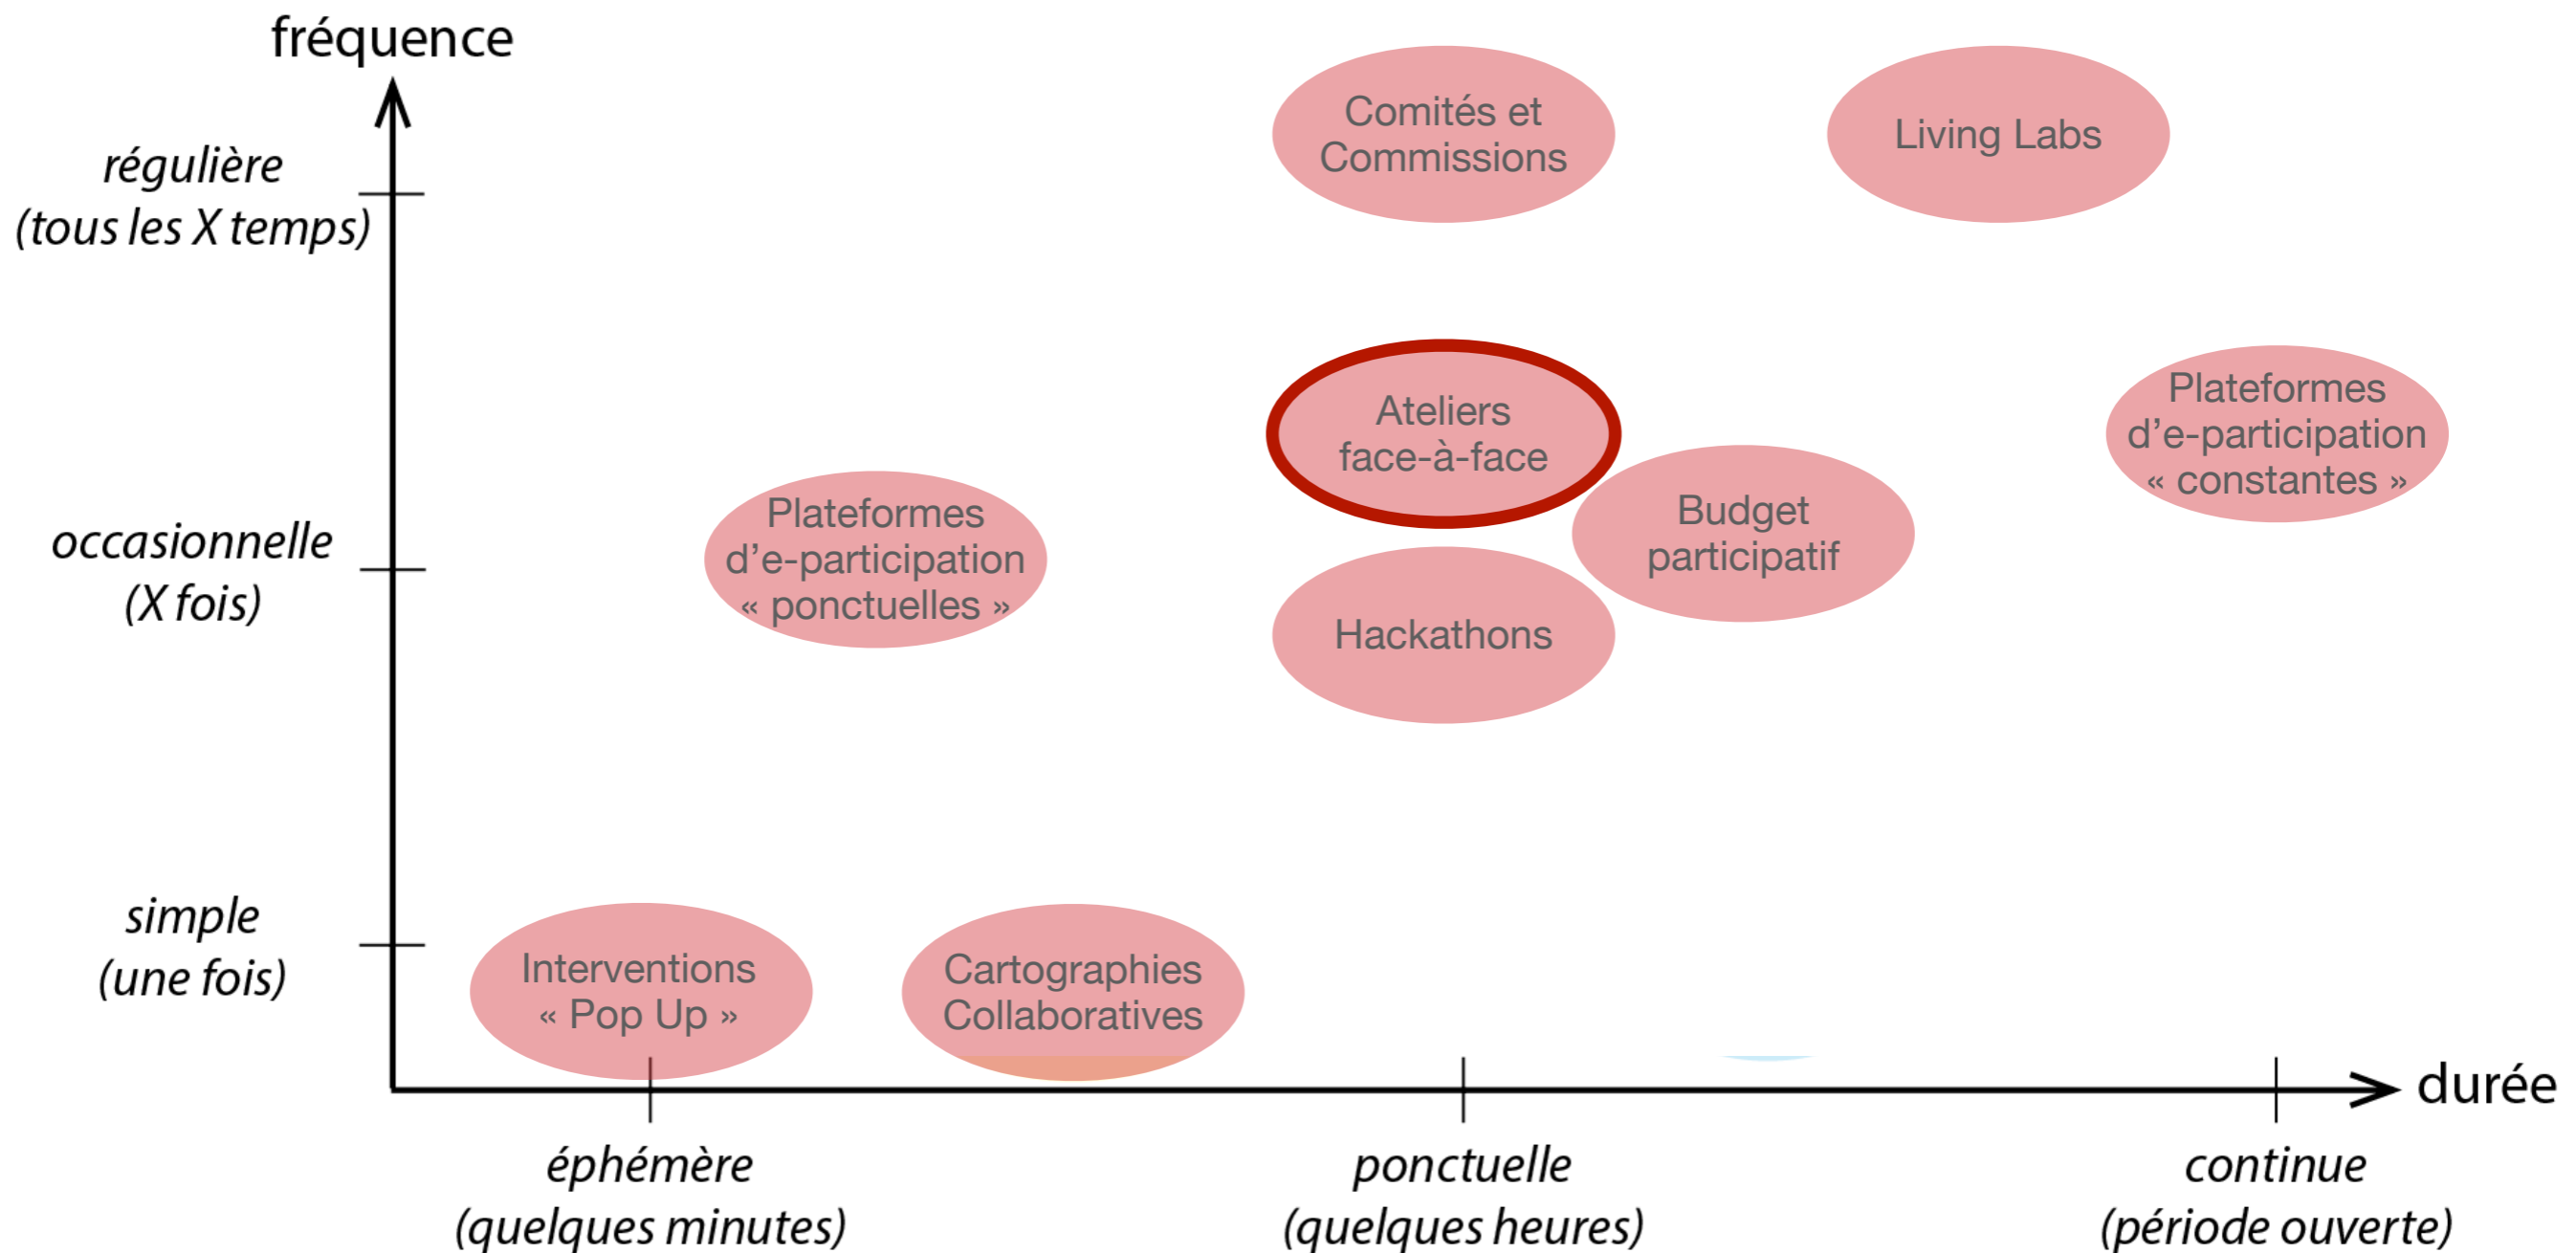 fréquence
régulière
(tous les X temps)
occasionnelle
(X fois)
simple
(une fois)
Comités et
Commissions
Living Labs
Ateliers
face-à-face
Plateformes
d’e-participation
« constantes »
Plateformes
d’e-participation
« ponctuelles »
Budget
participatif
Hackathons
Interventions
« Pop Up »
Cartographies
Collaboratives
durée
éphémère
(quelques minutes)
ponctuelle
(quelques heures)
continue
(période ouverte)